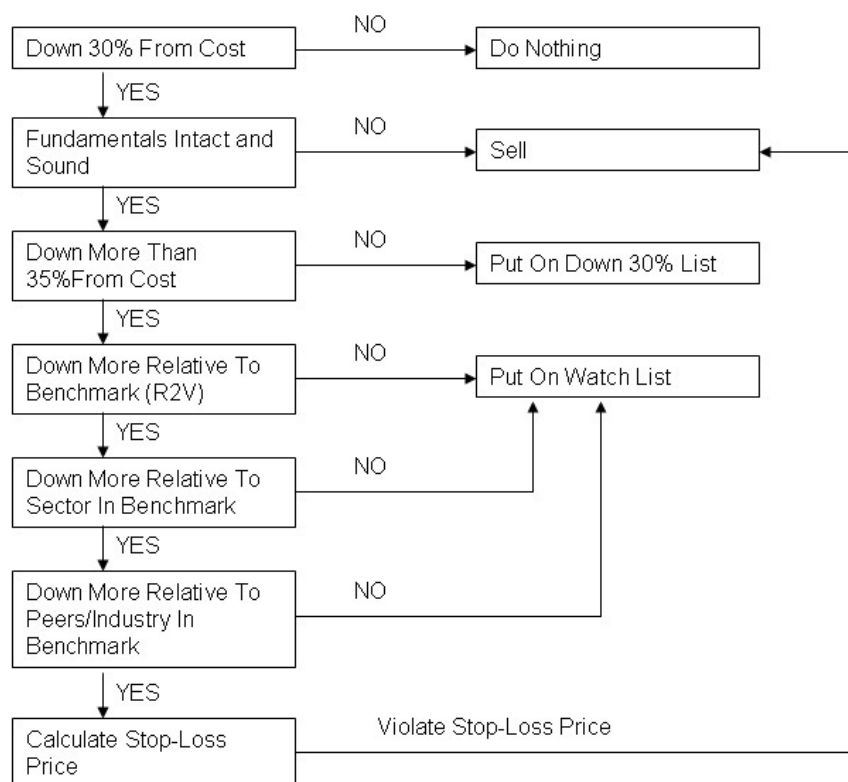 Down 30% From Cost
NO
Do Nothing
YES
Fundamentals Intact and
Sound
NO
Sell
YES
Down More Than
35%From Cost
NO
Put On Down 30% List
YES
Down More Relative To
Benchmark (R2V)
NO
Put On Watch List
YES
Down More Relative To
Sector In Benchmark
NO
YES
Down More Relative To
Peers/Industry In
Benchmark
NO
YES
Calculate Stop-Loss
Price
Violate Stop-Loss Price